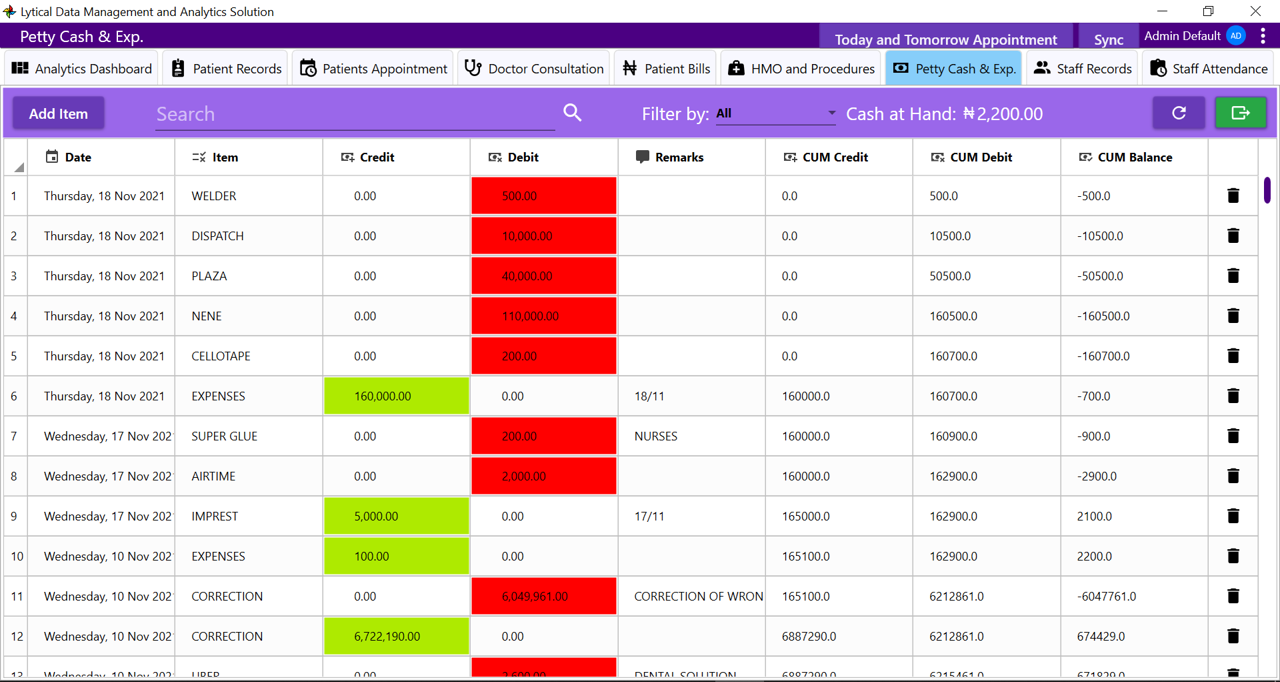 Lytical Data Management and Analytics Solution
Petty Cash & Exp. Today and Tomorrow Appointment Sync Admin Default AD
Analytics Dashboard Patient Records Patients Appointment Doctor Consultation Patient Bills HMO and Procedures Petty Cash & Exp. Staff Records Staff Attendance
Add Item Search Filter by: All Cash at Hand: ₦2,200.00
Date Item Credit Debit Remarks CUM Credit CUM Debit CUM Balance
1 Thursday, 18 Nov 2021 WELDER 0.00 500.00 0.0 500.0 -500.0
2 Thursday, 18 Nov 2021 DISPATCH 0.00 10,000.00 0.0 10500.0 -10500.0
3 Thursday, 18 Nov 2021 PLAZA 0.00 40,000.00 0.0 50500.0 -50500.0
4 Thursday, 18 Nov 2021 NENE 0.00 110,000.00 0.0 160500.0 -160500.0
5 Thursday, 18 Nov 2021 CELLOTAPE 0.00 200.00 0.0 160700.0 -160700.0
6 Thursday, 18 Nov 2021 EXPENSES 160,000.00 0.00 18/11 160000.0 160700.0 -700.0
7 Wednesday, 17 Nov 202 SUPER GLUE 0.00 200.00 NURSES 160000.0 160900.0 -900.0
8 Wednesday, 17 Nov 202 AIRTIME 0.00 2,000.00 160000.0 162900.0 -2900.0
9 Wednesday, 17 Nov 202 IMPREST 5,000.00 0.00 17/11 165000.0 162900.0 2100.0
10 Wednesday, 10 Nov 202 EXPENSES 100.00 0.00 165100.0 162900.0 2200.0
11 Wednesday, 10 Nov 202 CORRECTION 0.00 6,049,961.00 CORRECTION OF WRON 165100.0 6212861.0 -6047761.0
12 Wednesday, 10 Nov 202 CORRECTION 6,722,190.00 0.00 6887290.0 6212861.0 674429.0
13 Wednesday, 10 Nov 202 UBER 0.00 2,600.00 DENTAL SOLUTION 6887290.0 6215461.0 671829.0